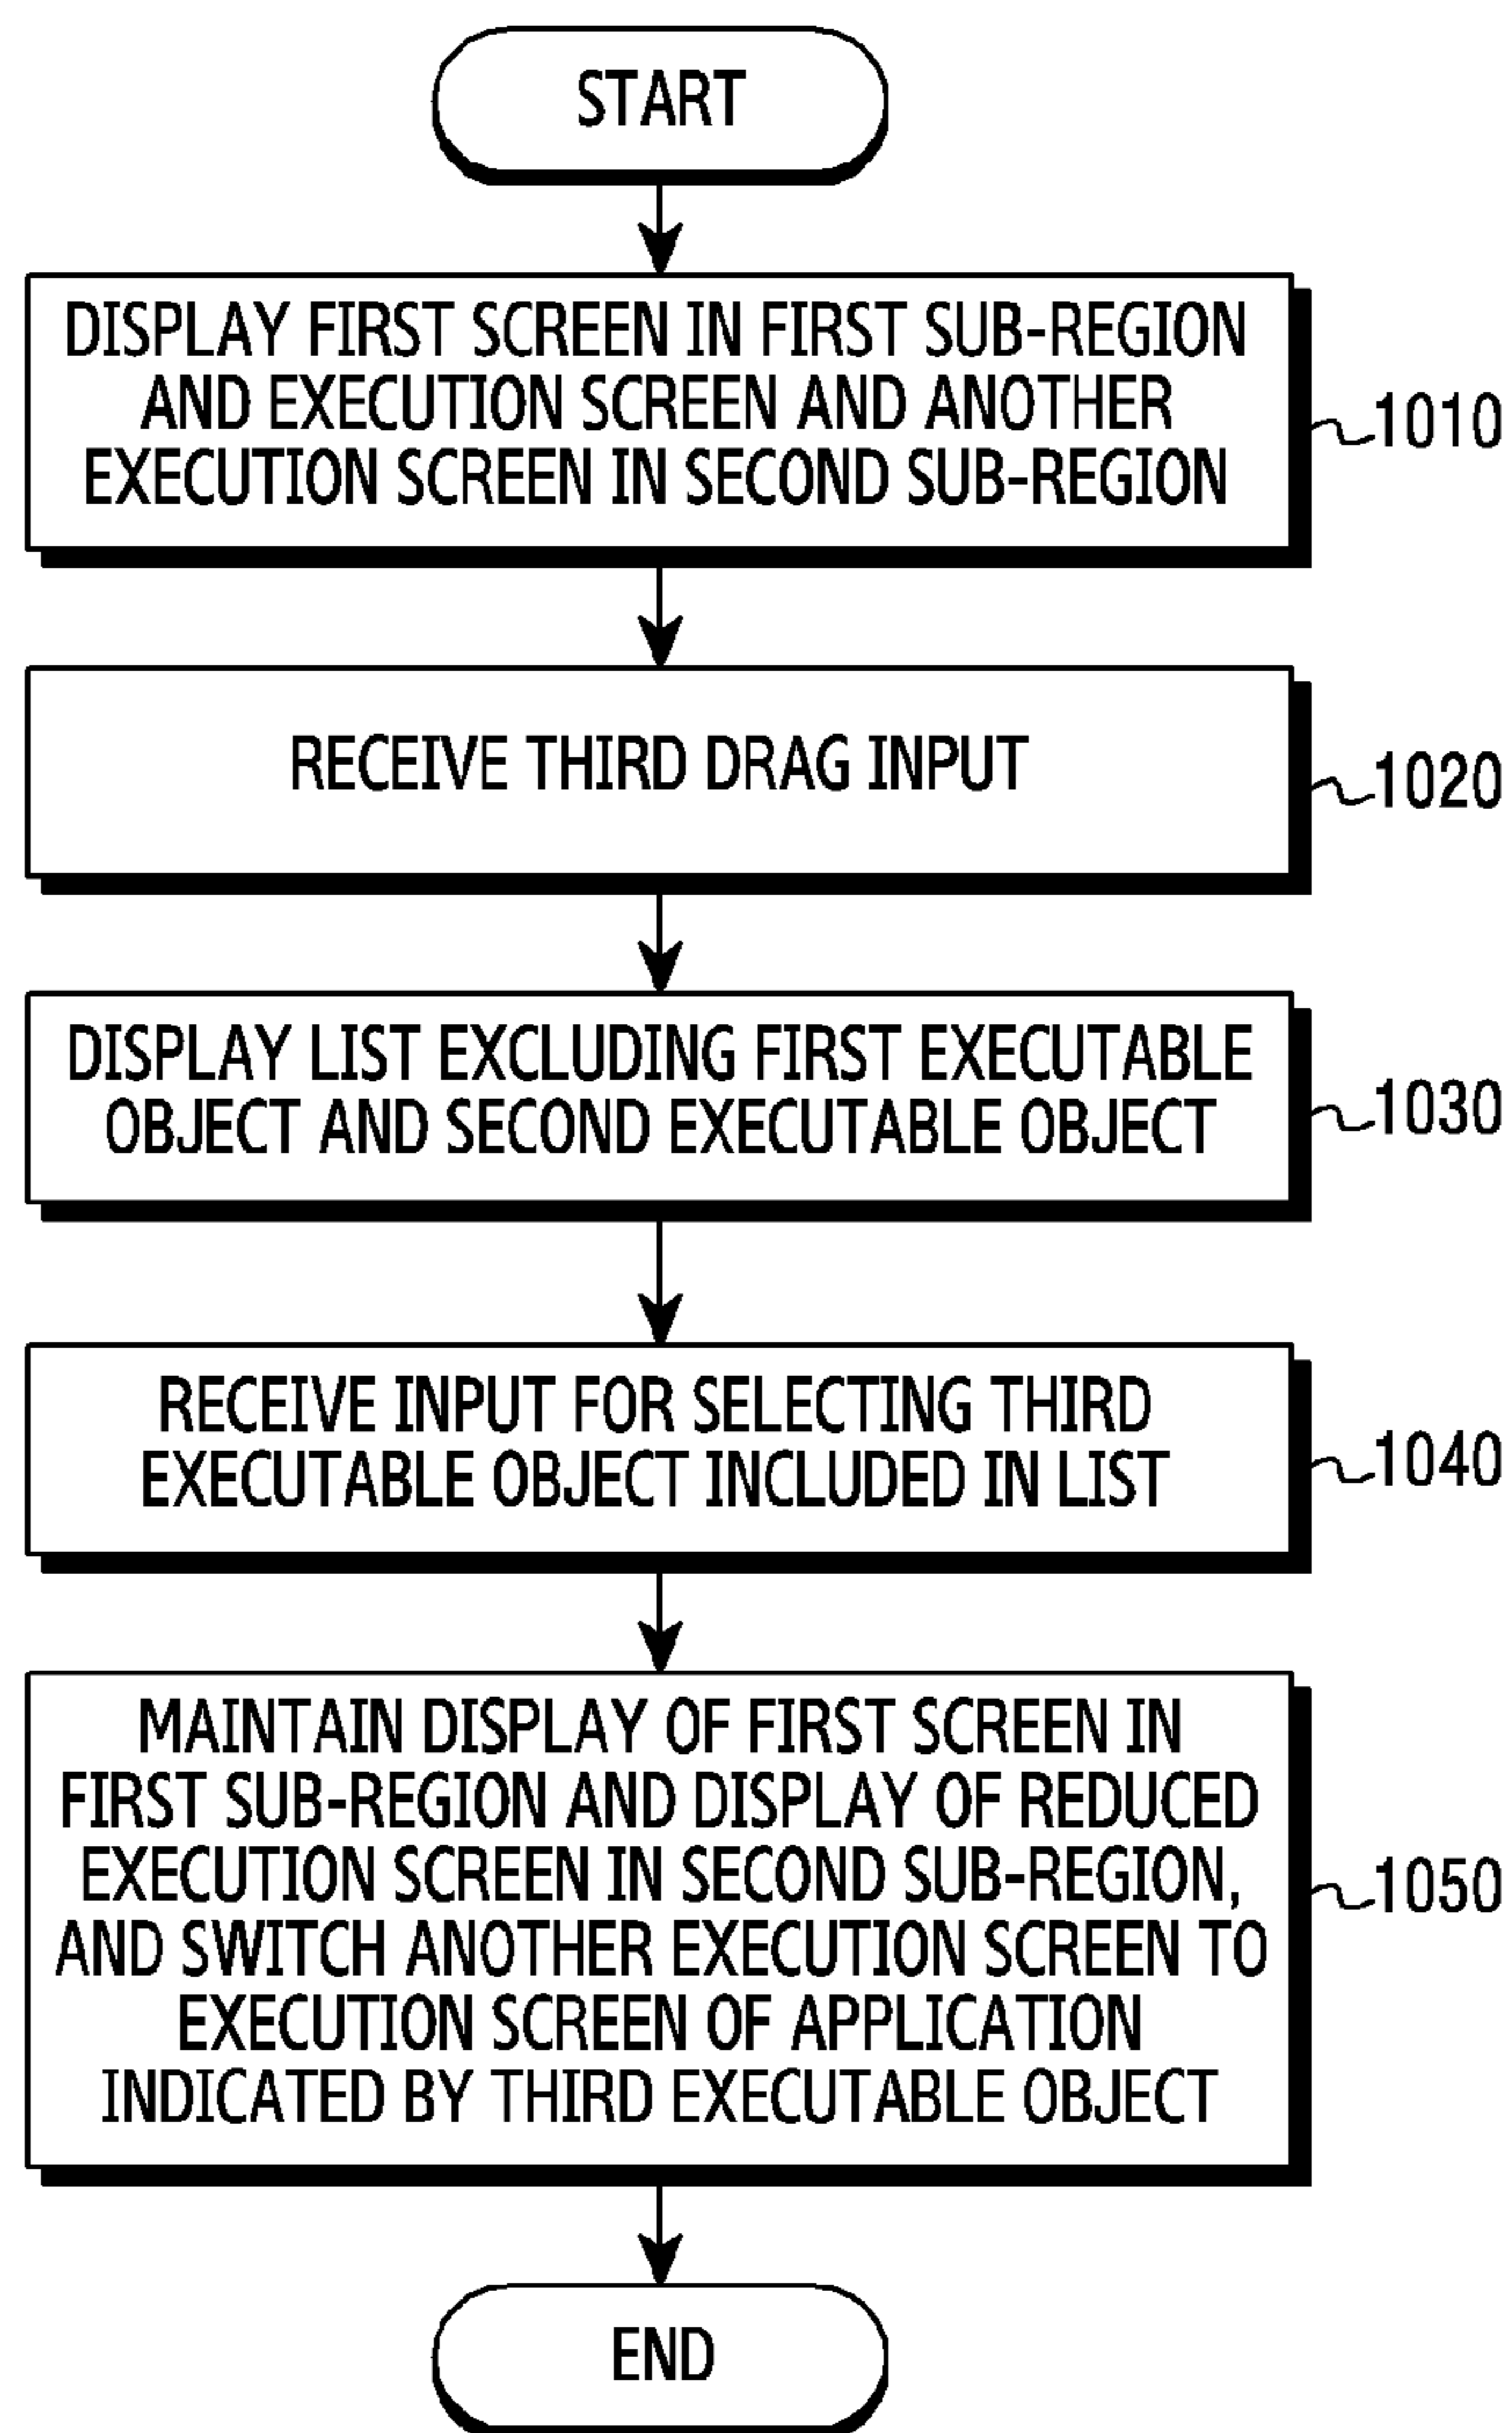 START
DISPLAY FIRST SCREEN IN FIRST SUB-REGION
AND EXECUTION SCREEN AND ANOTHER
EXECUTION SCREEN IN SECOND SUB-REGION
1010
RECEIVE THIRD DRAG INPUT
1020
DISPLAY LIST EXCLUDING FIRST EXECUTABLE
OBJECT AND SECOND EXECUTABLE OBJECT
1030
RECEIVE INPUT FOR SELECTING THIRD
EXECUTABLE OBJECT INCLUDED IN LIST
1040
MAINTAIN DISPLAY OF FIRST SCREEN IN
FIRST SUB-REGION AND DISPLAY OF REDUCED
EXECUTION SCREEN IN SECOND SUB-REGION,
AND SWITCH ANOTHER EXECUTION SCREEN TO
EXECUTION SCREEN OF APPLICATION
INDICATED BY THIRD EXECUTABLE OBJECT
1050
END